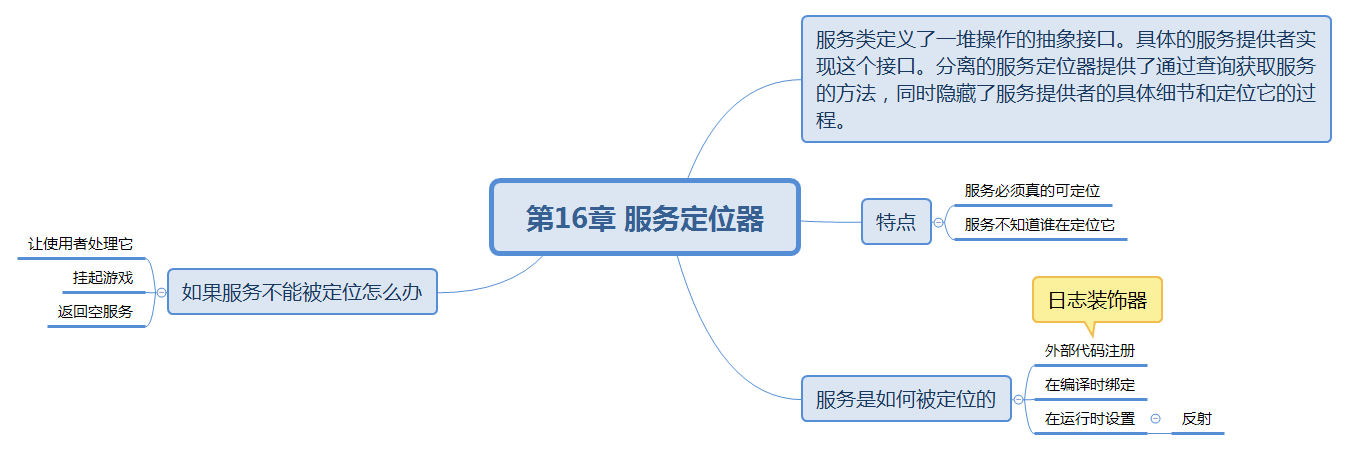 服务类定义了一堆操作的抽象接口。具体的服务提供者实
现这个接口。分离的服务定位器提供了通过查询获取服务
的方法，同时隐藏了服务提供者的具体细节和定位它的过
程。
第16章 服务定位器
特点
服务必须真的可定位
服务不知道谁在定位它
如果服务不能被定位怎么办
让使用者处理它
挂起游戏
返回空服务
服务是如何被定位的
日志装饰器
外部代码注册
在编译时绑定
在运行时设置
反射